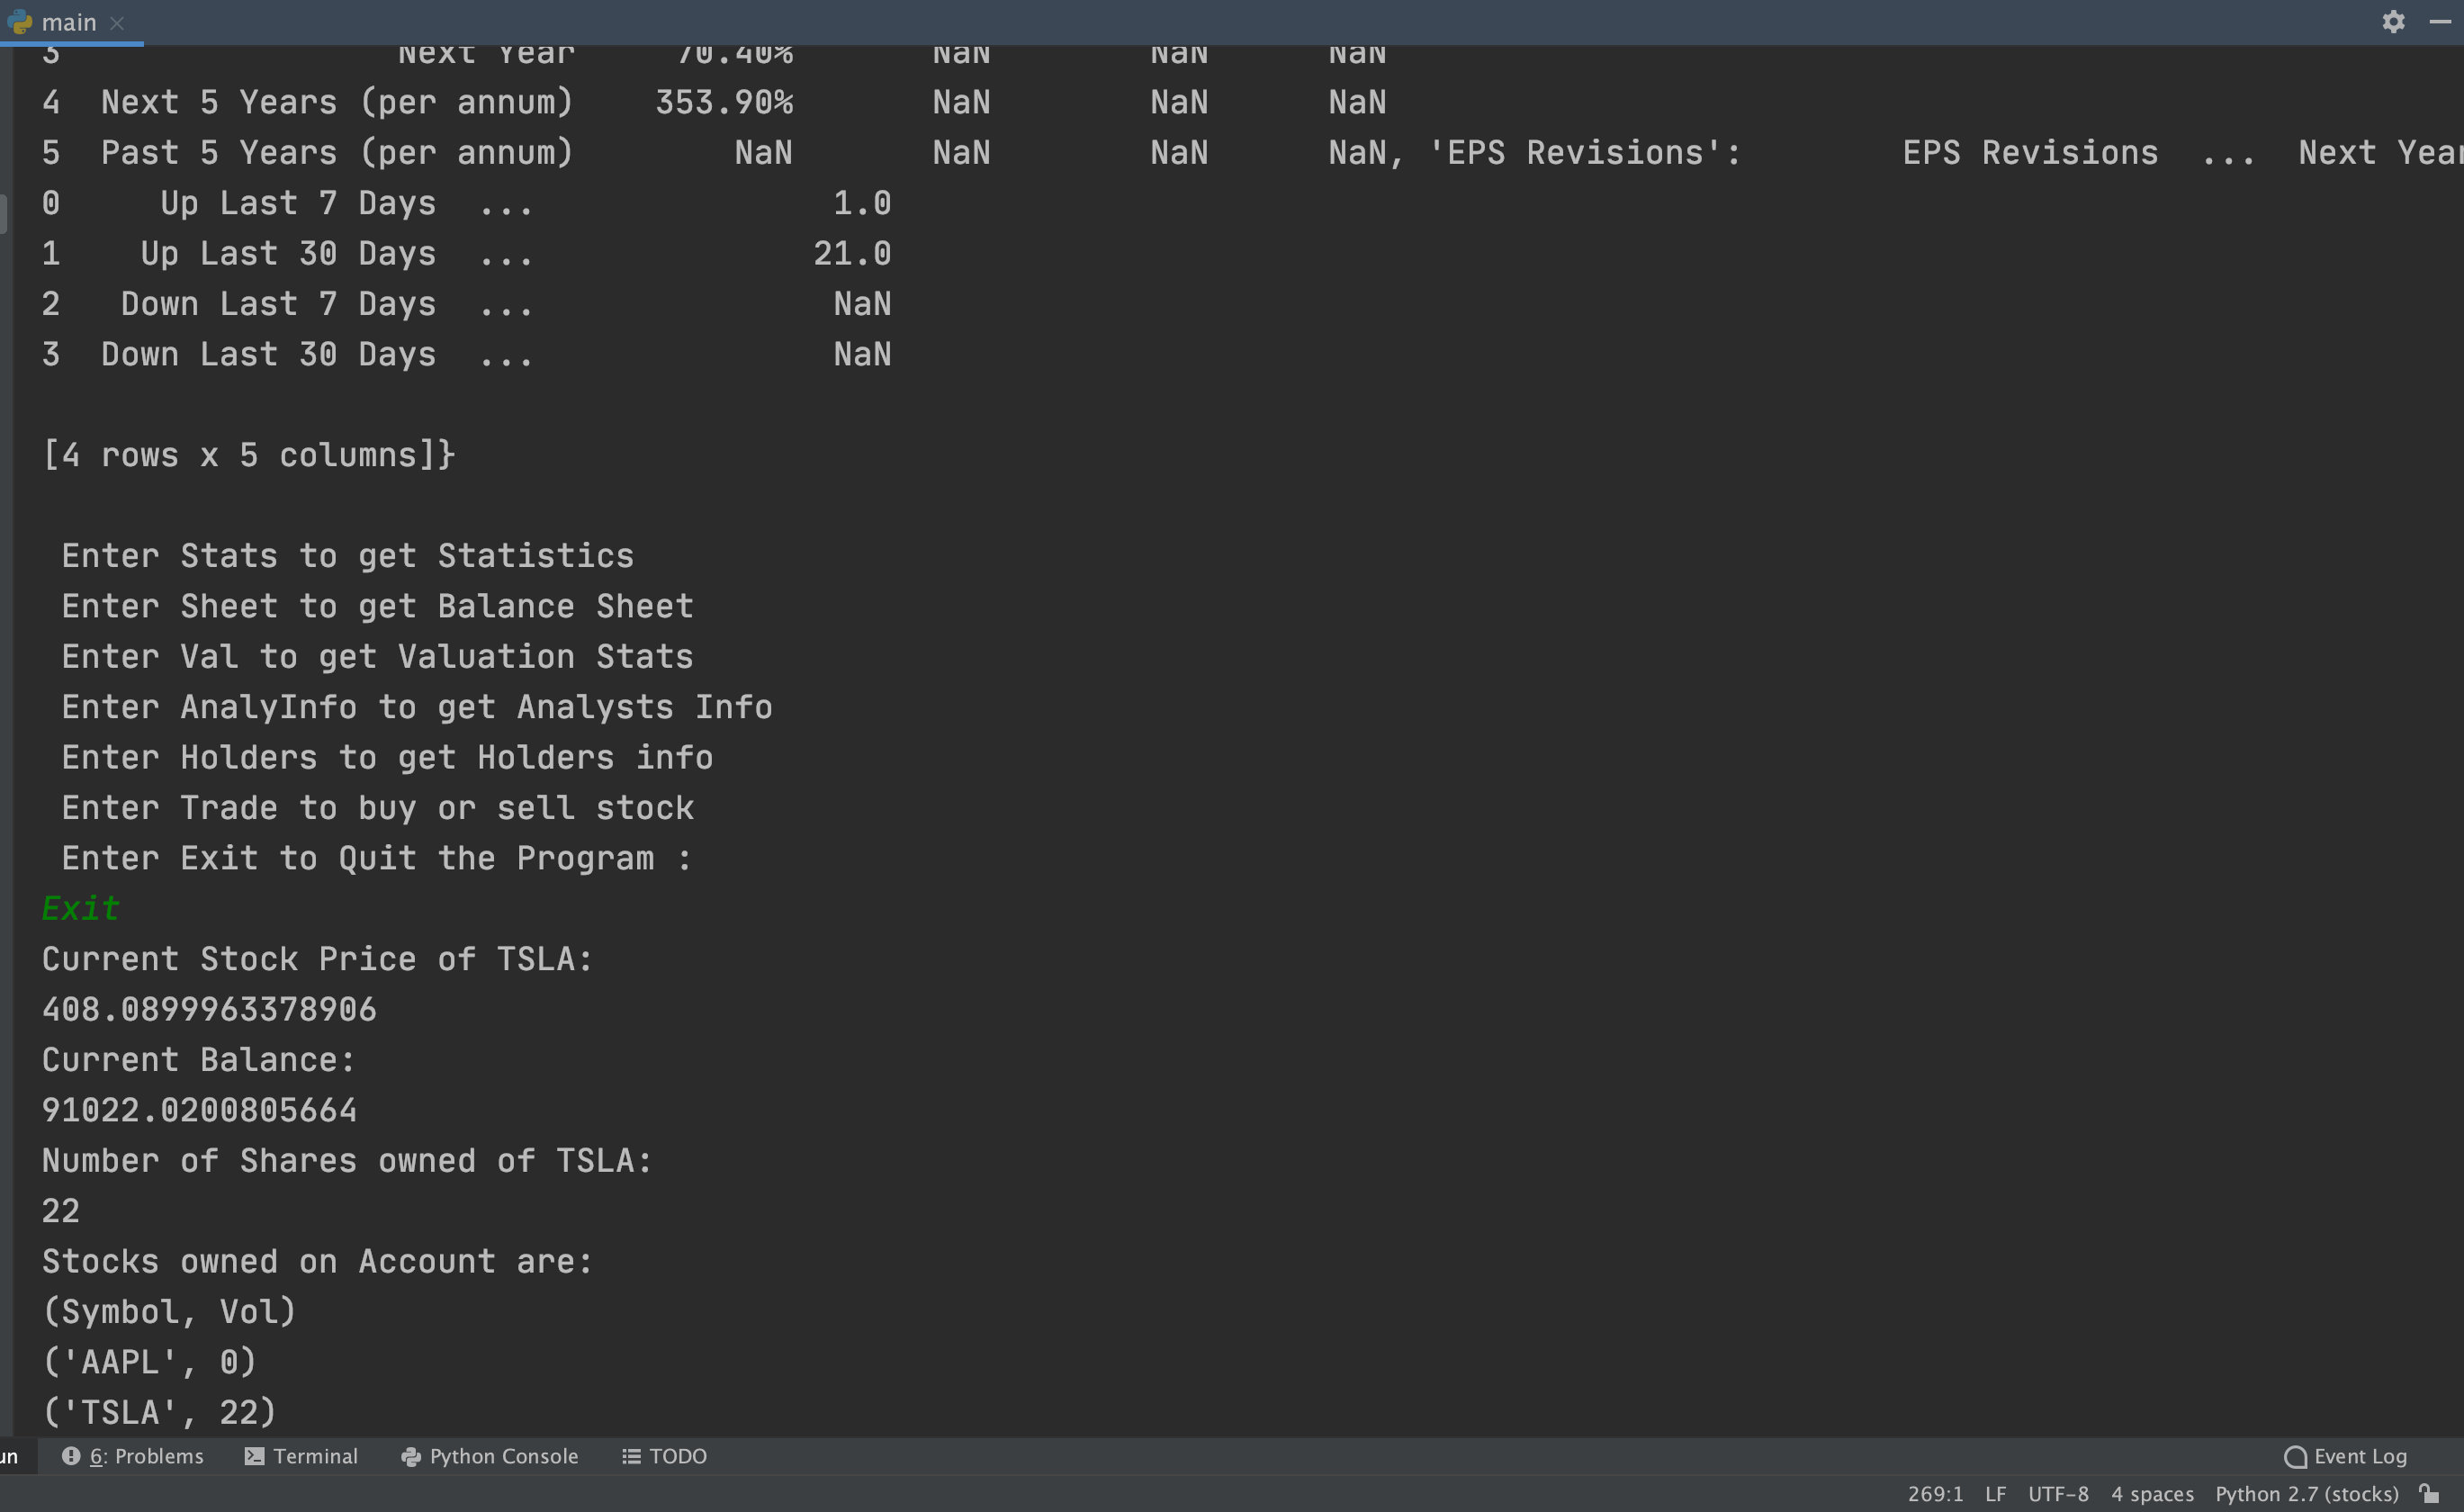 main
3 Next Year 70.40% NaN NaN NaN
4 Next 5 Years (per annum) 353.90% NaN NaN NaN
5 Past 5 Years (per annum) NaN NaN NaN NaN, 'EPS Revisions': EPS Revisions ... Next Year
0 Up Last 7 Days ... 1.0
1 Up Last 30 Days ... 21.0
2 Down Last 7 Days ... NaN
3 Down Last 30 Days ... NaN
[4 rows x 5 columns]}
Enter Stats to get Statistics
Enter Sheet to get Balance Sheet
Enter Val to get Valuation Stats
Enter AnalyInfo to get Analysts Info
Enter Holders to get Holders info
Enter Trade to buy or sell stock
Enter Exit to Quit the Program :
Exit
Current Stock Price of TSLA:
408.0899963378906
Current Balance:
91022.0200805664
Number of Shares owned of TSLA:
22
Stocks owned on Account are:
(Symbol, Vol)
('AAPL', 0)
('TSLA', 22)
un 6: Problems Terminal Python Console TODO Event Log
269:1 LF UTF-8 4 spaces Python 2.7 (stocks)